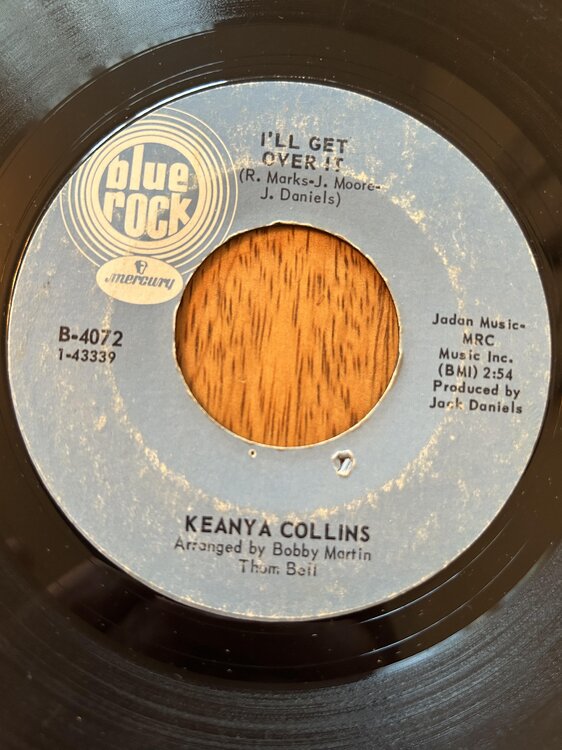 I'LL GET
OVER IT
(R. Marks-J. Moore-
J. Daniels)
blue
rock
mercury
B-4072
1-43339
Jadan Music-
MRC
Music Inc.
(BMI) 2:54
Produced by
Jack Daniels
KEANYA COLLINS
Arranged by Bobby Martin
Thom Bell